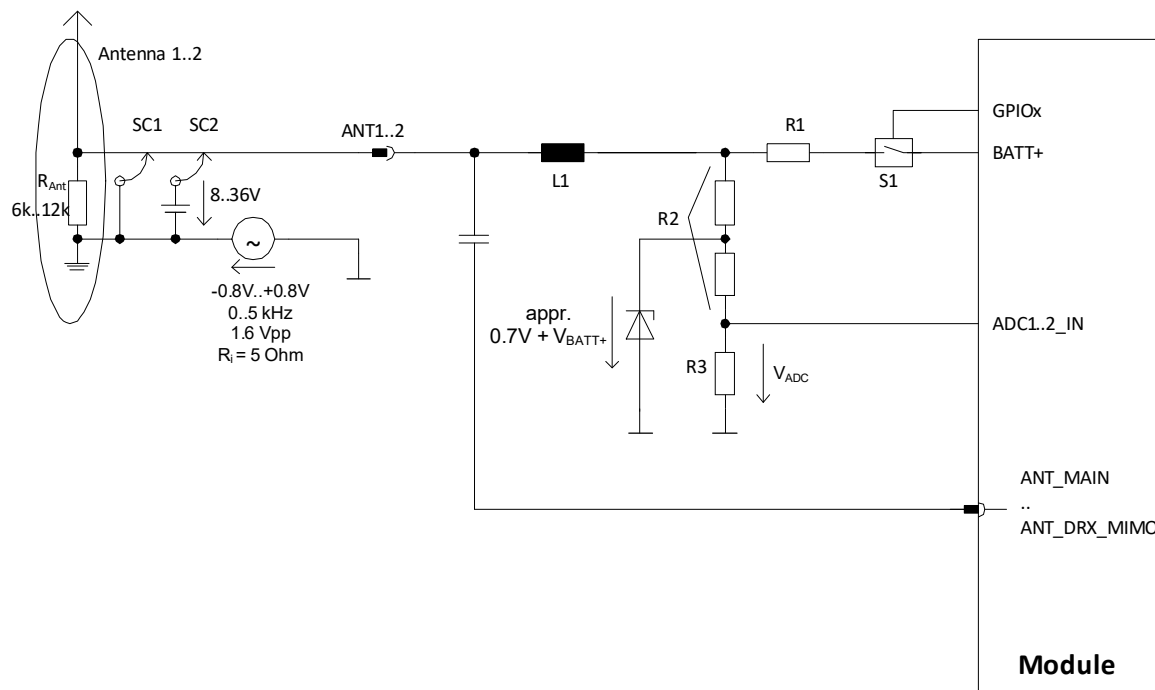 Antenna 1..2
SC1
SC2
ANT1..2
R1
GPIOx
BATT+
S1
L1
RAnt
6k..12k
8..36V
R2
~
-0.8V..+0.8V
0..5 kHz
1.6 Vpp
Ri = 5 Ohm
appr.
0.7V + VBATT+
ADC1..2_IN
R3
VADC
ANT_MAIN
..
ANT_DRX_MIMO
Module